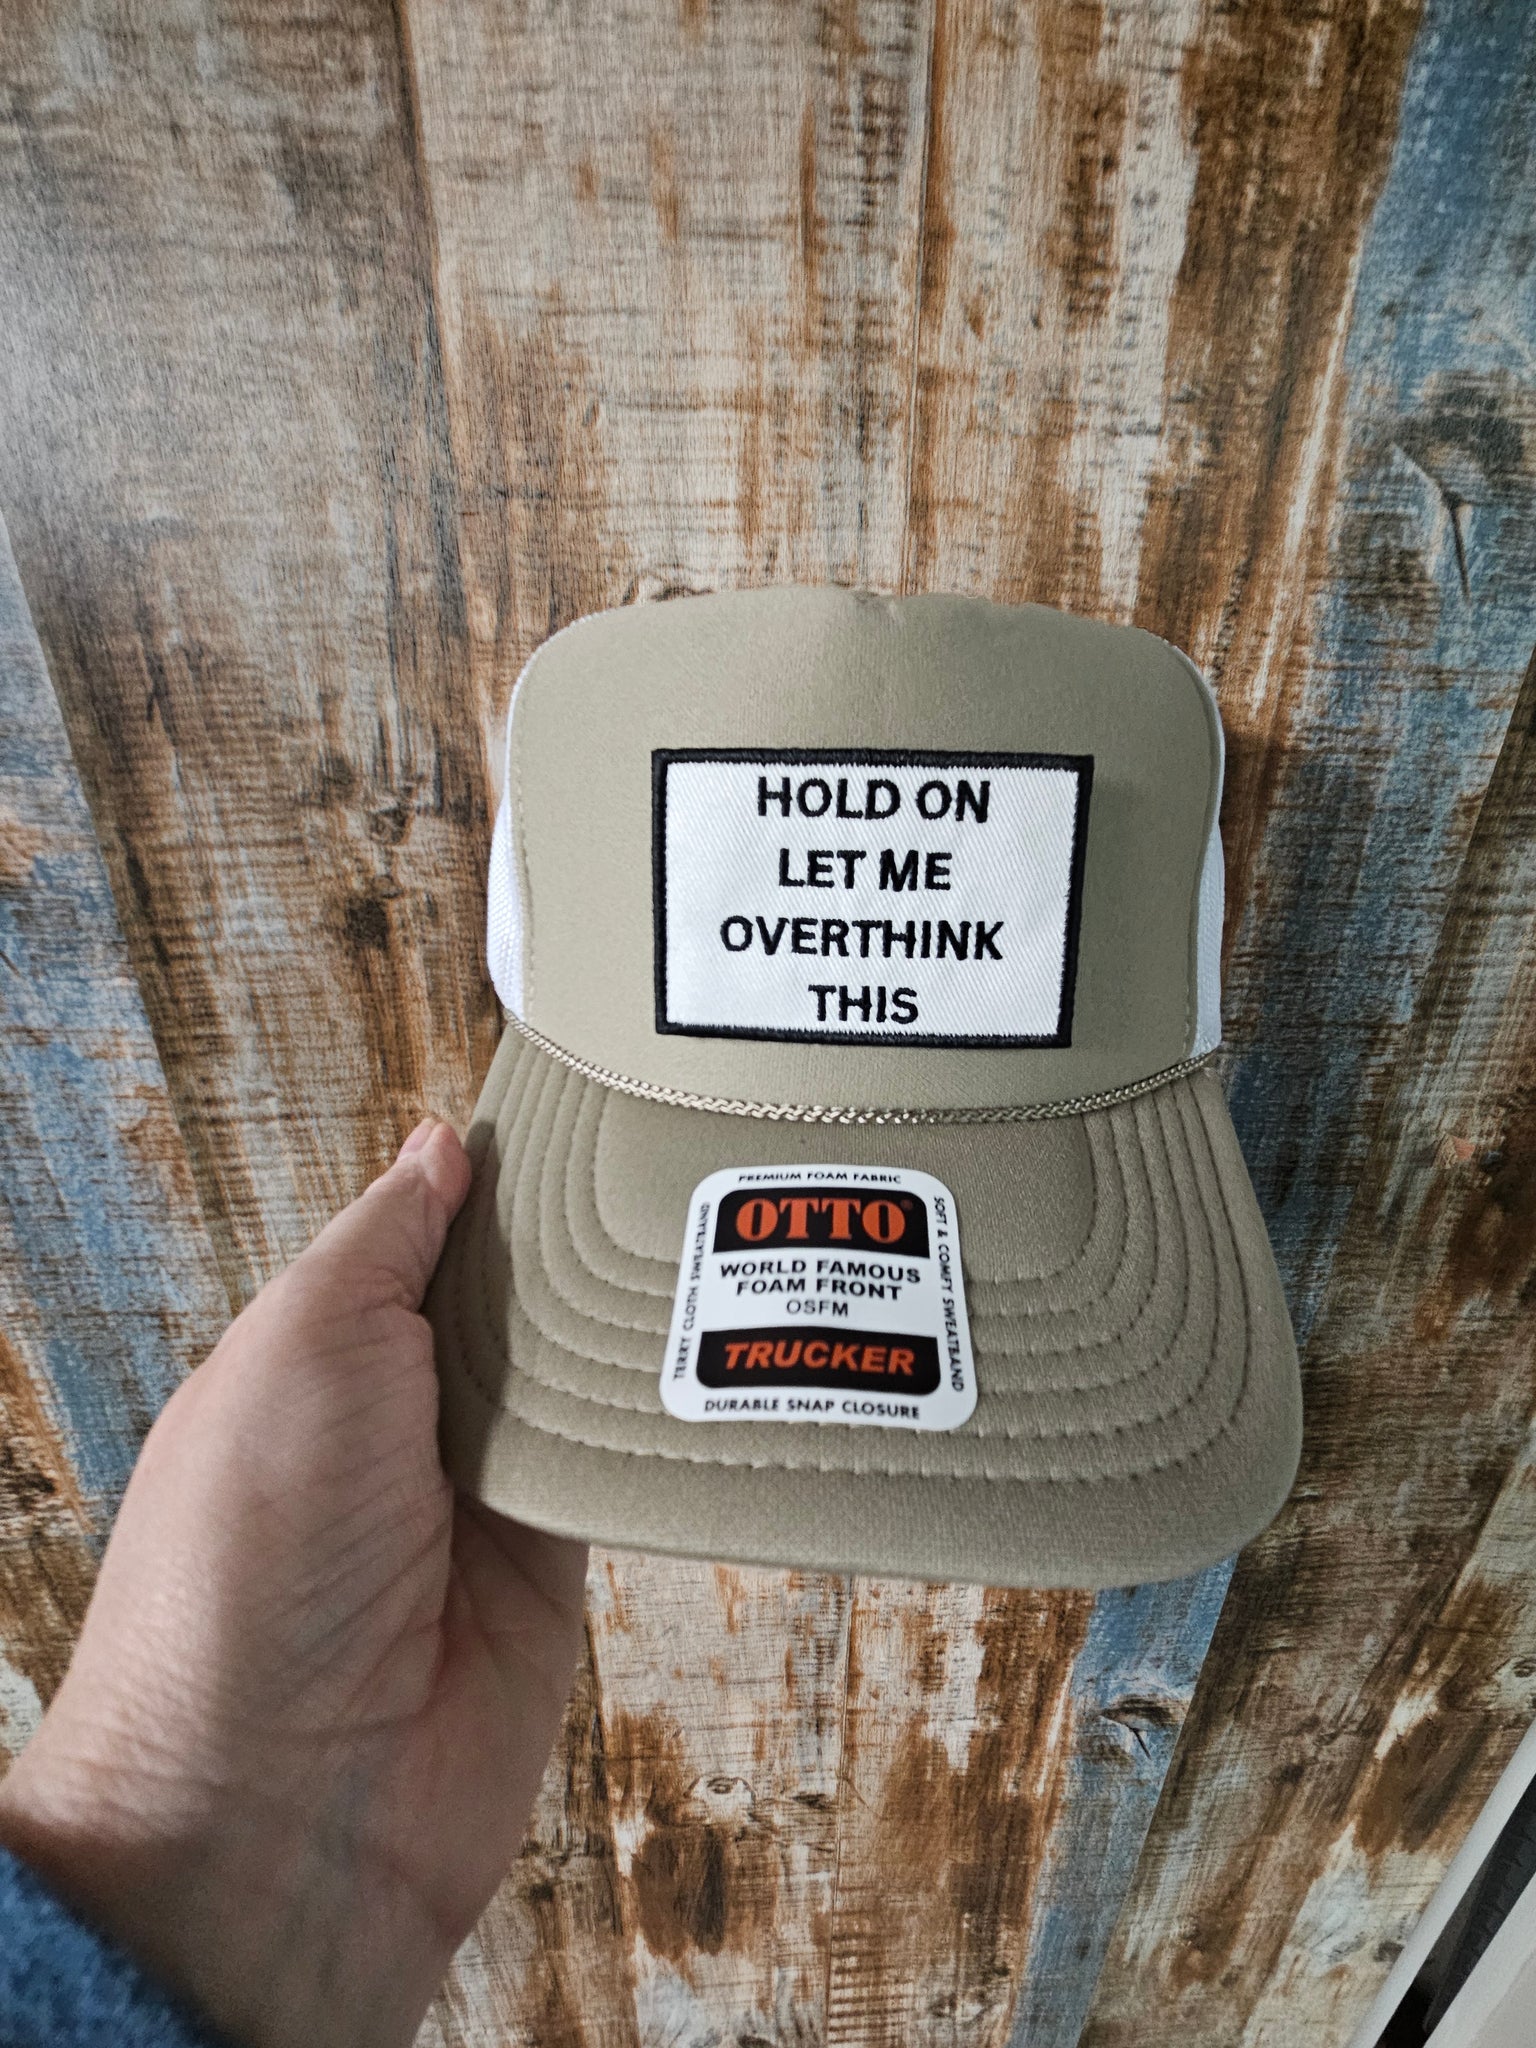 HOLD ON
LET ME
OVERTHINK
THIS
PREMIUM FOAM FABRIC
OTTO®
WORLD FAMOUS
FOAM FRONT
OSFM
TRUCKER
DURABLE SNAP CLOSURE
TERRY CLOTH SWEATBAND
SOFT & COMFY SWEATBAND